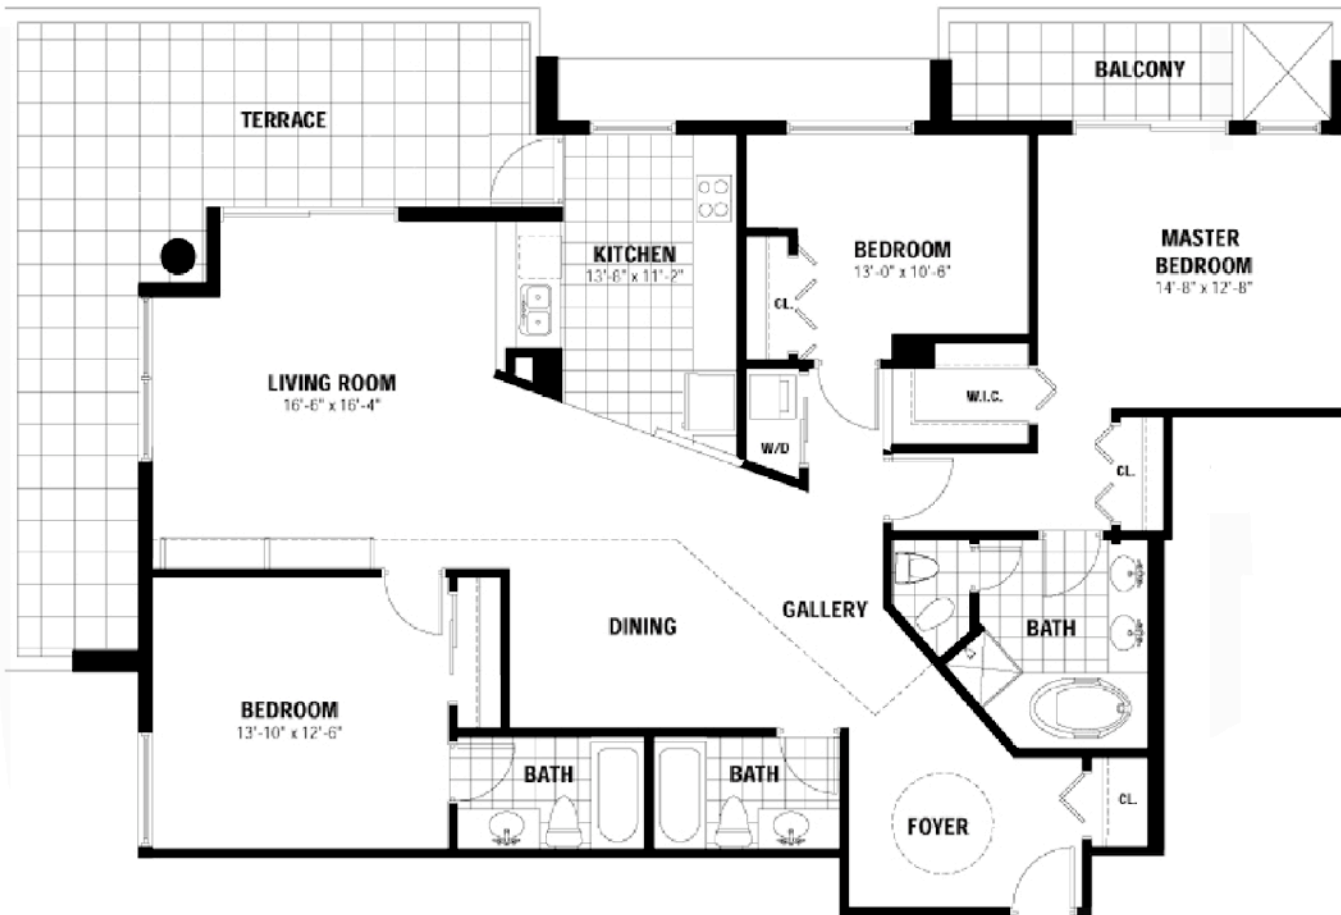 BALCONY
TERRACE
KITCHEN
13'-8" x 11'-2"
BEDROOM
13'-0" x 10'-6"
MASTER
BEDROOM
14'-8" x 12'-8"
CL.
LIVING ROOM
16'-6" x 16'-4"
W.I.C.
W/D
CL.
DINING
GALLERY
BATH
BEDROOM
13'-10" x 12'-6"
BATH
BATH
CL.
FOYER